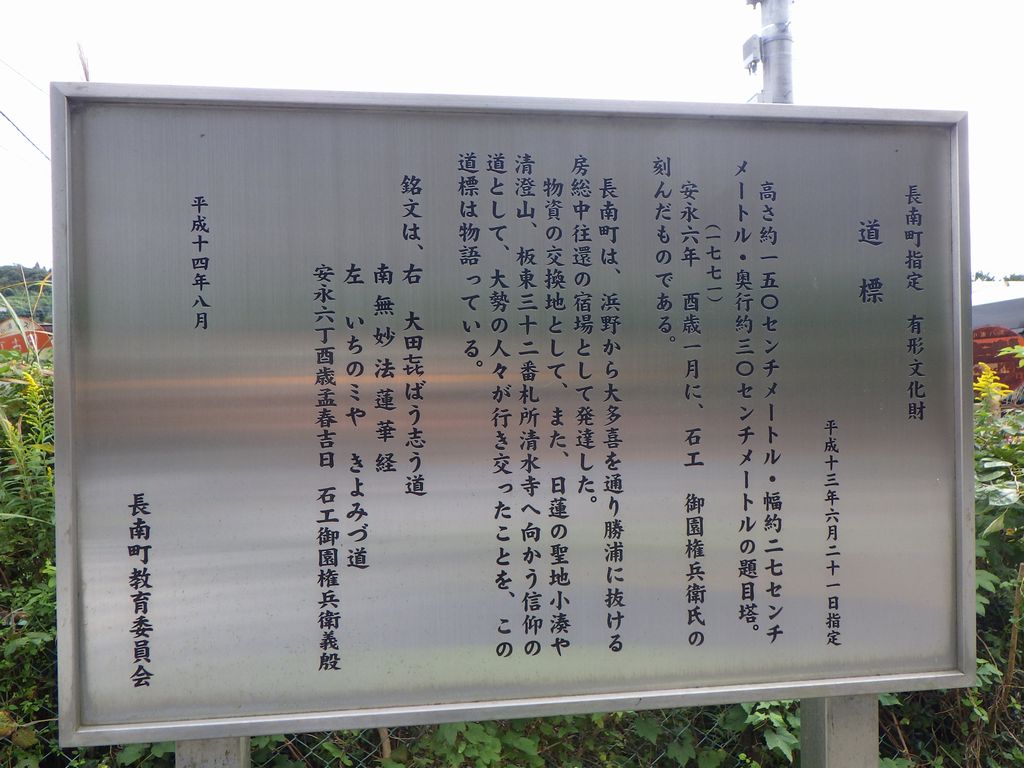 長南町指定　有形文化財
道　標
平成十三年六月二十一日指定
高さ約一五〇センチメートル・幅約二七センチ
メートル・奥行約三〇センチメートルの題目塔。
（一七七一）
安永六年　酉歳一月に、石工　御園権兵衛氏の
刻んだものである。
長南町は、浜野から大多喜を通り勝浦に抜ける
房総中往還の宿場として発達した。
物資の交換地として、また、日蓮の聖地小湊や
清澄山、板東三十二番札所清水寺へ向かう信仰の
道として、大勢の人々が行き交ったことを、この
道標は物語っている。
銘文は、右　大田㐂ばう志う道
南無妙法蓮華経
左　いちのミや　きよみづ道
安永六丁酉歳孟春吉日　石工御園権兵衛義殷
平成十四年八月
長南町教育委員会